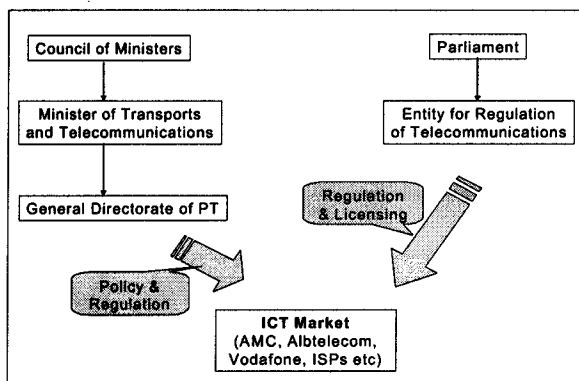 Council of Ministers
Parliament
Minister of Transports
and Telecommunications
Entity for Regulation
of Telecommunications
General Directorate of PT
Regulation
& Licensing
Policy &
Regulation
ICT Market
(AMC, Albtelecom,
Vodafone, ISPs etc)